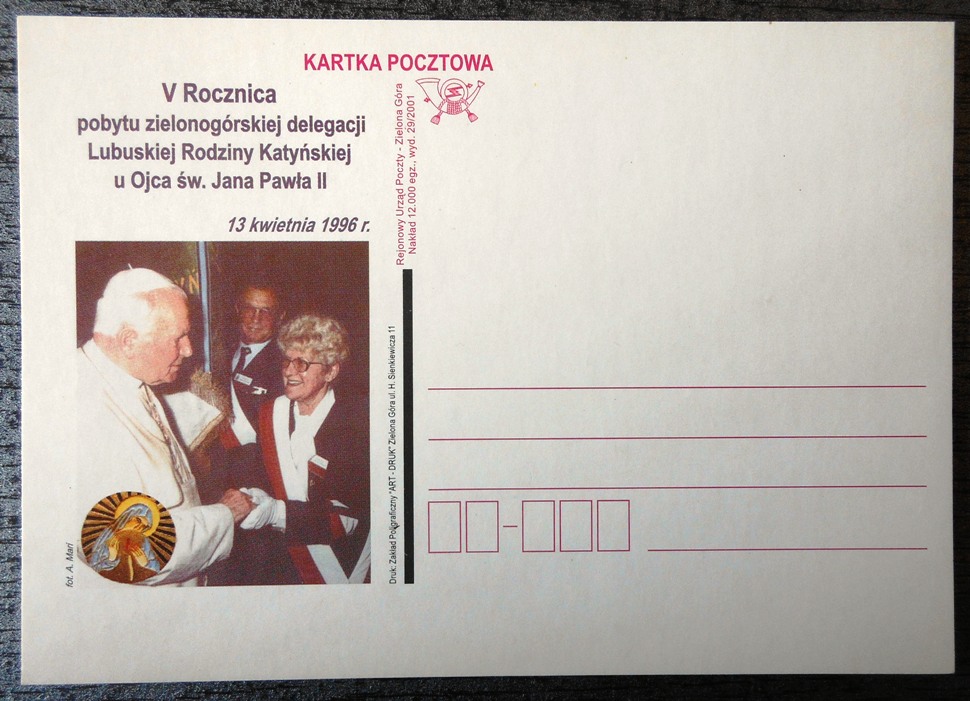 KARTKA POCZTOWA
V Rocznica
pobytu zielonogórskiej delegacji
Lubuskiej Rodziny Katyńskiej
u Ojca św. Jana Pawła II
13 kwietnia 1996 r.
Rejonowy Urząd Poczty - Zielona Góra
Nakład 12.000 egz., wyd. 29/2001
Druk: Zakład Poligraficzny "ART - DRUK" Zielona Góra ul. H. Sienkiewicza 11
fot. A. Mari